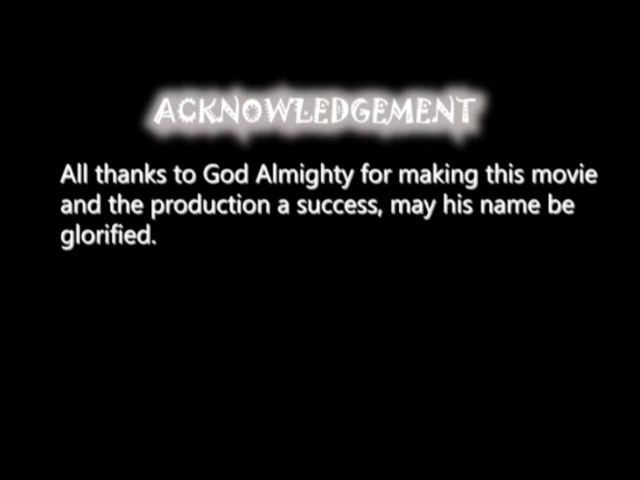 ACKNOWLEDGEMENT
All thanks to God Almighty for making this movie
and the production a success, may his name be
glorified.